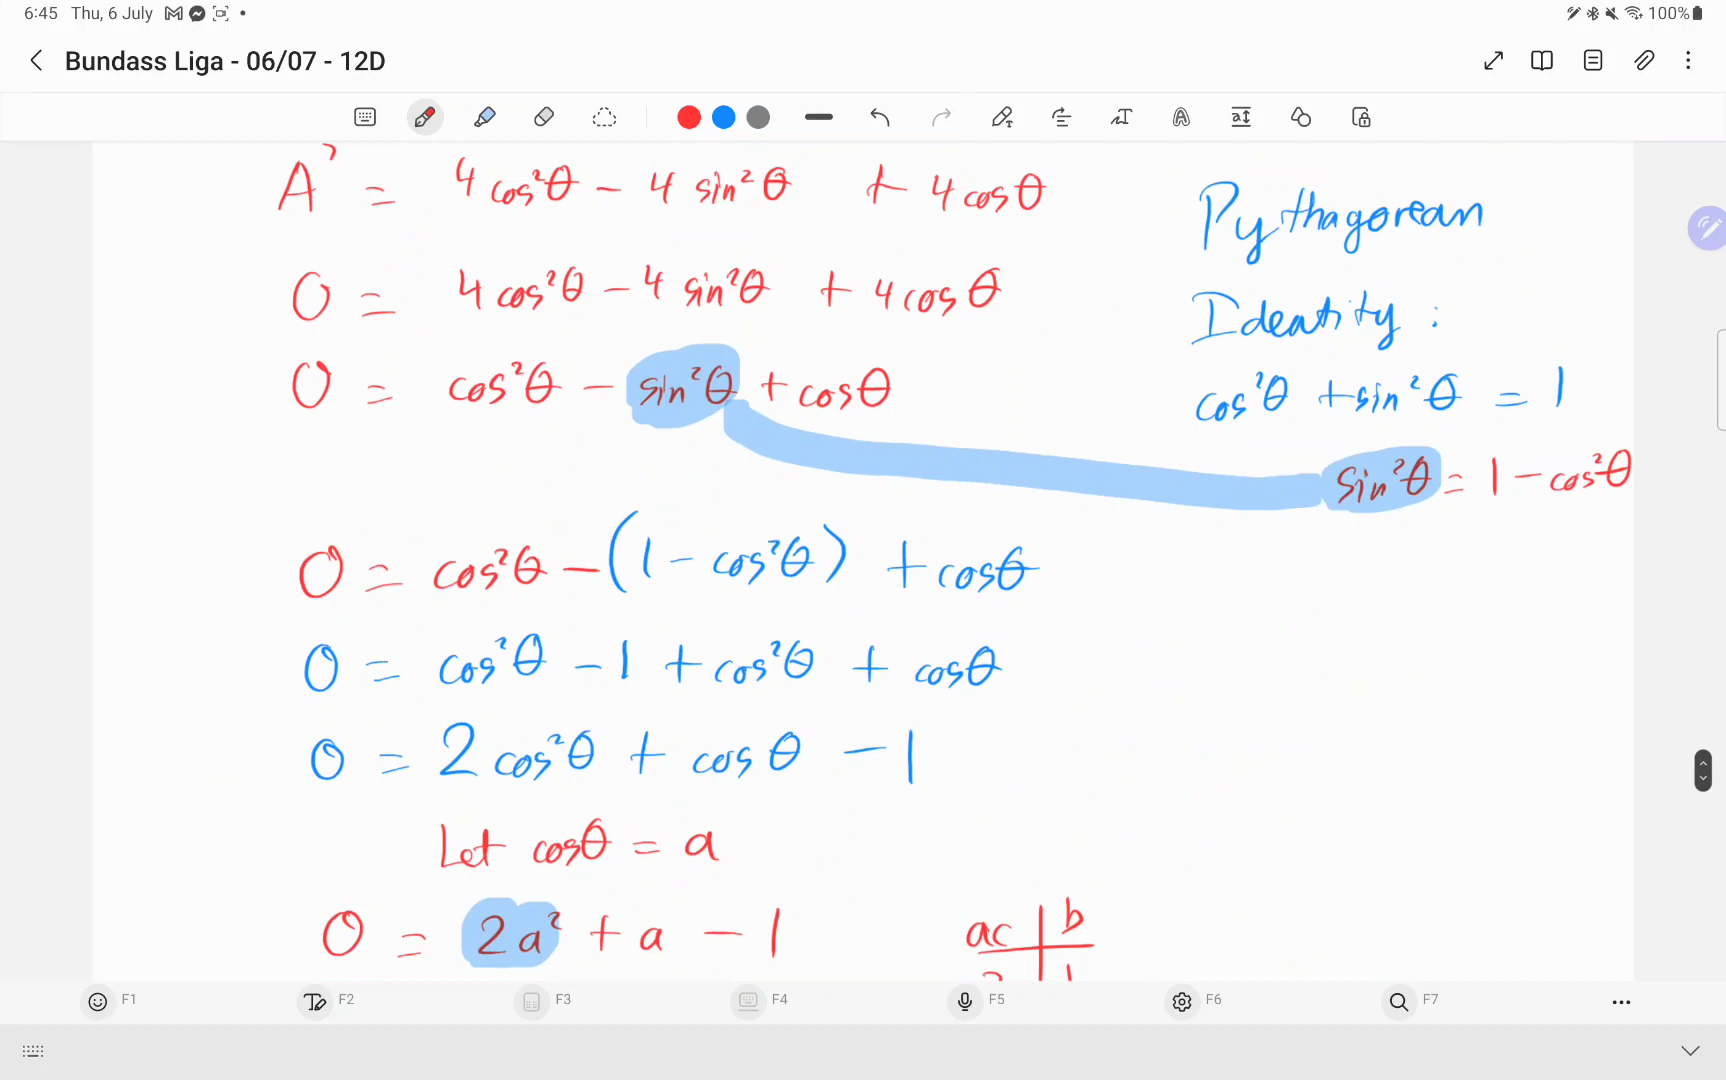 6:45 Thu, 6 July 100%
Bundass Liga - 06/07 - 12D
A' = 4 cos²θ - 4 sin²θ + 4 cosθ
0 = 4 cos²θ - 4 sin²θ + 4 cosθ
0 = cos²θ - sin²θ + cosθ
Pythagorean
Identity :
cos²θ + sin²θ = 1
sin²θ = 1 - cos²θ
0 = cos²θ - (1 - cos²θ) + cosθ
0 = cos²θ - 1 + cos²θ + cosθ
0 = 2 cos²θ + cosθ - 1
Let cosθ = a
0 = 2a² + a - 1
ac b
F1 F2 F3 F4 F5 F6 F7